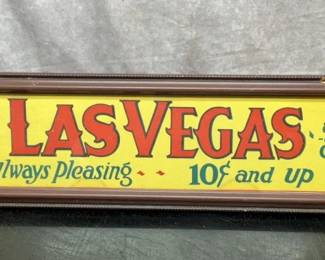 LAS VEGAS
Always Pleasing - - 10¢ and up